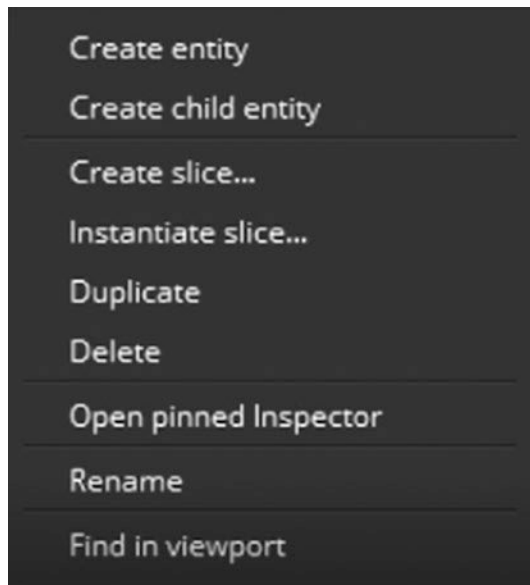 Create entity
Create child entity
Create slice...
Instantiate slice...
Duplicate
Delete
Open pinned Inspector
Rename
Find in viewport